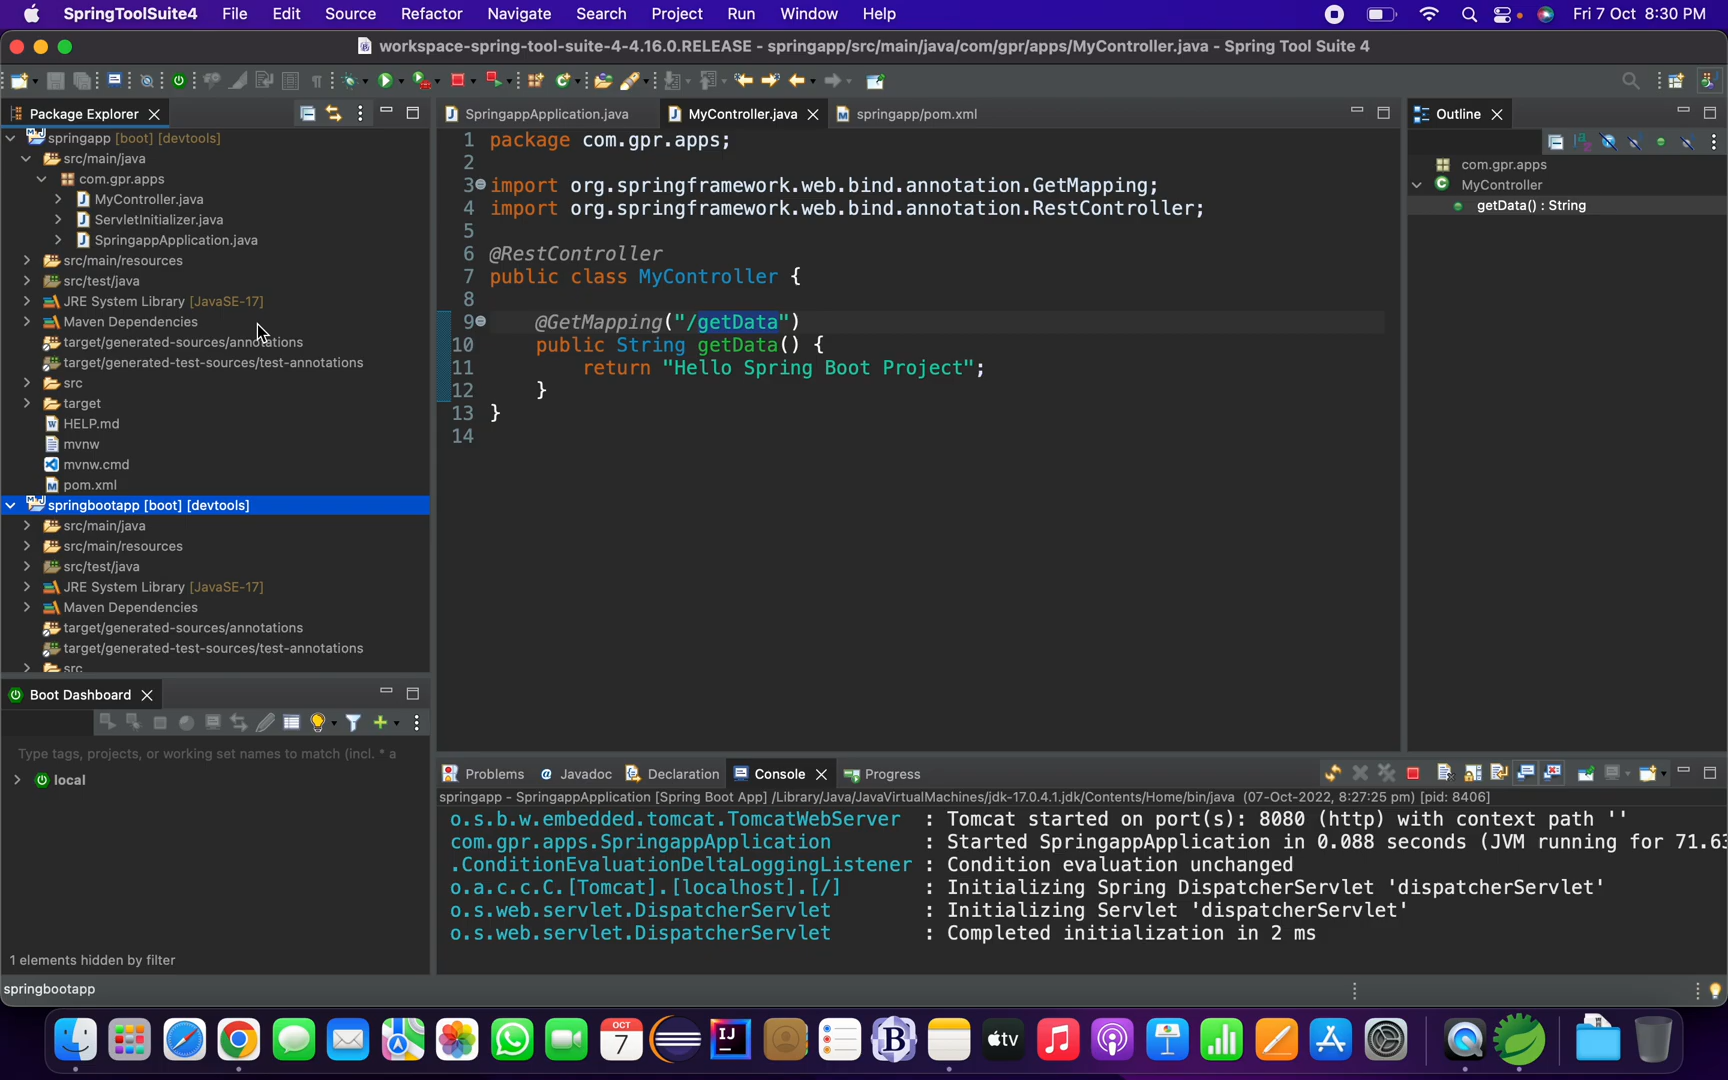 SpringToolSuite4 File Edit Source Refactor Navigate Search Project Run Window Help Fri 7 Oct 8:30 PM
workspace-spring-tool-suite-4-4.16.0.RELEASE - springapp/src/main/java/com/gpr/apps/MyController.java - Spring Tool Suite 4
Package Explorer
springapp [boot] [devtools]
src/main/java
com.gpr.apps
MyController.java
ServletInitializer.java
SpringappApplication.java
src/main/resources
src/test/java
JRE System Library [JavaSE-17]
Maven Dependencies
target/generated-sources/annotations
target/generated-test-sources/test-annotations
src
target
HELP.md
mvnw
mvnw.cmd
pom.xml
springbootapp [boot] [devtools]
src/main/java
src/main/resources
src/test/java
JRE System Library [JavaSE-17]
Maven Dependencies
target/generated-sources/annotations
target/generated-test-sources/test-annotations
src
SpringappApplication.java MyController.java springapp/pom.xml
1 package com.gpr.apps;
2
3 import org.springframework.web.bind.annotation.GetMapping;
4 import org.springframework.web.bind.annotation.RestController;
5
6 @RestController
7 public class MyController {
8
9 @GetMapping("/getData")
10 public String getData() {
11 return "Hello Spring Boot Project";
12 }
13 }
14
Outline
com.gpr.apps
MyController
getData() : String
Boot Dashboard
Type tags, projects, or working set names to match (incl. * a
local
1 elements hidden by filter
Problems Javadoc Declaration Console Progress
springapp - SpringappApplication [Spring Boot App] /Library/Java/JavaVirtualMachines/jdk-17.0.4.1.jdk/Contents/Home/bin/java (07-Oct-2022, 8:27:25 pm) [pid: 8406]
o.s.b.w.embedded.tomcat.TomcatWebServer : Tomcat started on port(s): 8080 (http) with context path ''
com.gpr.apps.SpringappApplication : Started SpringappApplication in 0.088 seconds (JVM running for 71.63
.ConditionEvaluationDeltaLoggingListener : Condition evaluation unchanged
o.a.c.c.C.[Tomcat].[localhost].[/] : Initializing Spring DispatcherServlet 'dispatcherServlet'
o.s.web.servlet.DispatcherServlet : Initializing Servlet 'dispatcherServlet'
o.s.web.servlet.DispatcherServlet : Completed initialization in 2 ms
springbootapp
OCT
7
IJ
B
tv